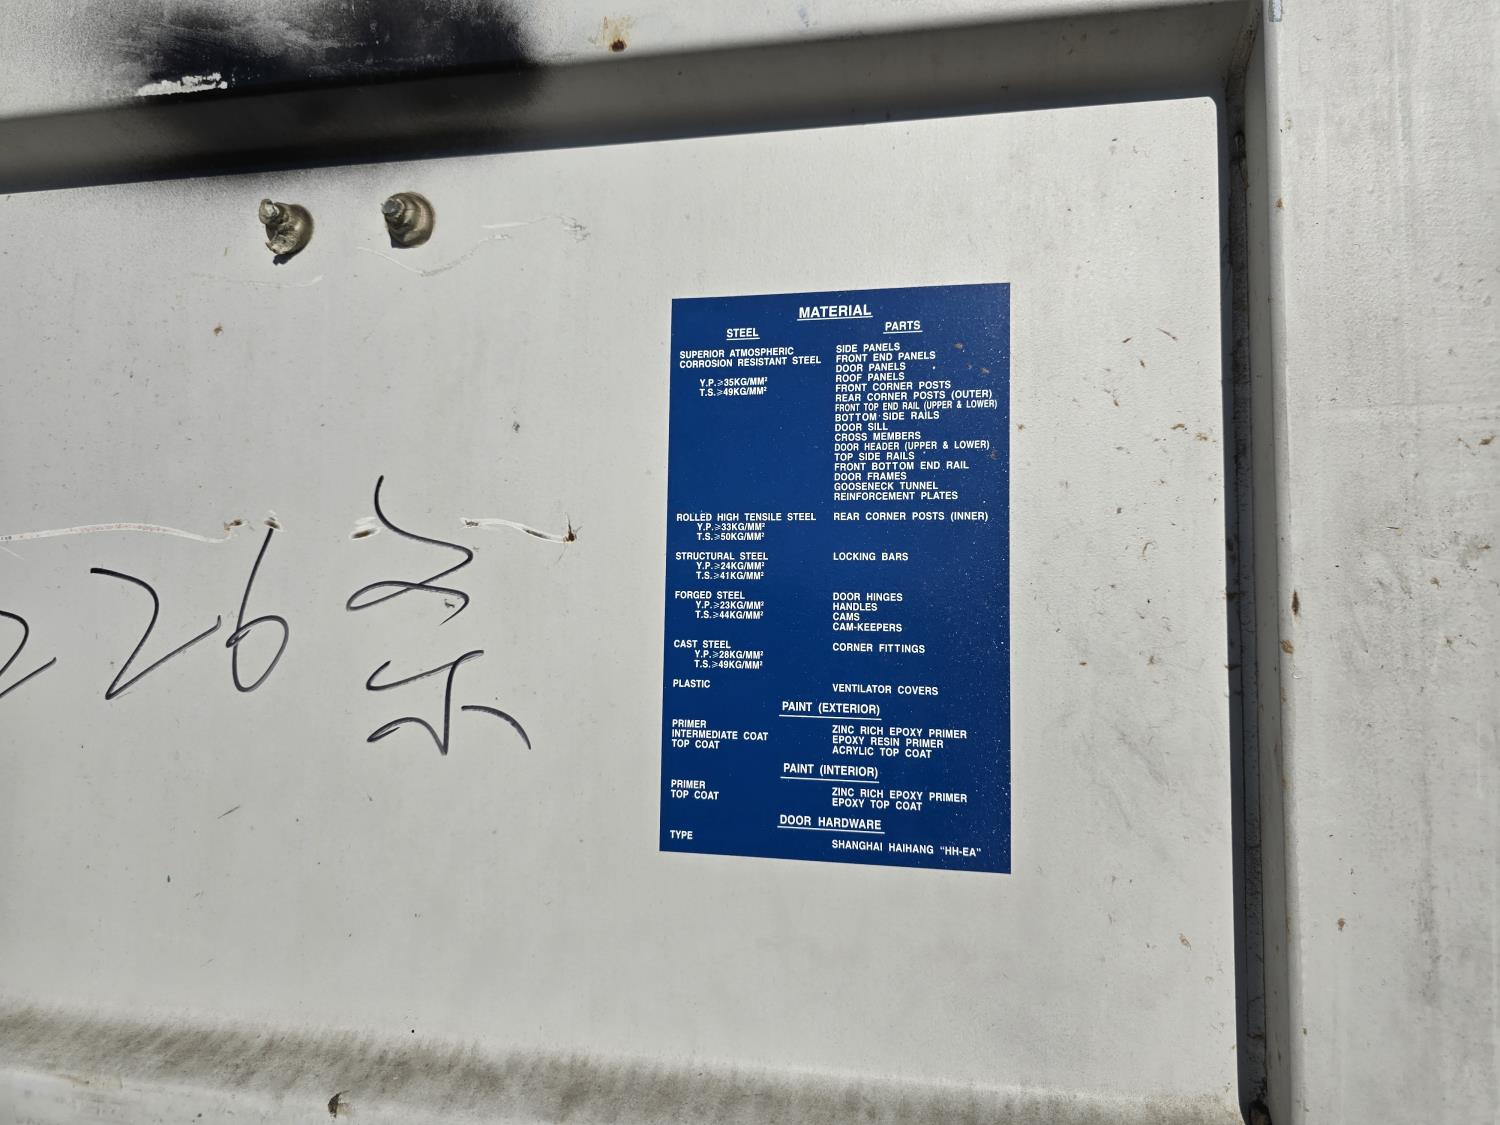 MATERIAL
STEEL PARTS
SUPERIOR ATMOSPHERIC
CORROSION RESISTANT STEEL
Y.P.≥35KG/MM²
T.S.≥49KG/MM²
SIDE PANELS
FRONT END PANELS
DOOR PANELS
ROOF PANELS
FRONT CORNER POSTS
REAR CORNER POSTS (OUTER)
FRONT TOP END RAIL (UPPER & LOWER)
BOTTOM SIDE RAILS
DOOR SILL
CROSS MEMBERS
DOOR HEADER (UPPER & LOWER)
TOP SIDE RAILS
FRONT BOTTOM END RAIL
DOOR FRAMES
GOOSENECK TUNNEL
REINFORCEMENT PLATES
ROLLED HIGH TENSILE STEEL REAR CORNER POSTS (INNER)
Y.P.≥33KG/MM²
T.S.≥50KG/MM²
STRUCTURAL STEEL LOCKING BARS
Y.P.≥24KG/MM²
T.S.≥41KG/MM²
FORGED STEEL DOOR HINGES
Y.P.≥23KG/MM² HANDLES
T.S.≥44KG/MM² CAMS
CAM-KEEPERS
CAST STEEL CORNER FITTINGS
Y.P.≥28KG/MM²
T.S.≥49KG/MM²
PLASTIC VENTILATOR COVERS
PAINT (EXTERIOR)
PRIMER ZINC RICH EPOXY PRIMER
INTERMEDIATE COAT EPOXY RESIN PRIMER
TOP COAT ACRYLIC TOP COAT
PAINT (INTERIOR)
PRIMER ZINC RICH EPOXY PRIMER
TOP COAT EPOXY TOP COAT
DOOR HARDWARE
TYPE SHANGHAI HAIHANG "HH-EA"
226